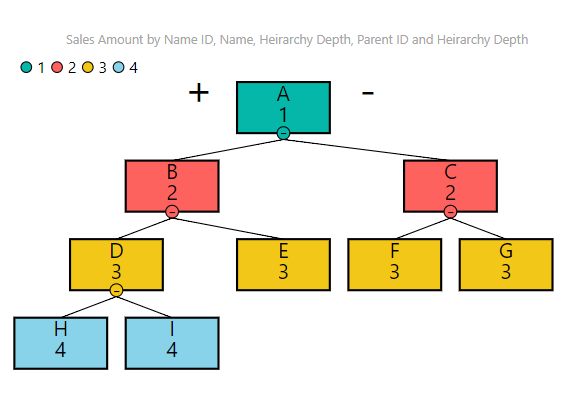 Sales Amount by Name ID, Name, Heirarchy Depth, Parent ID and Heirarchy Depth
1 2 3 4
+ -
A
1
-
B C
2 2
- -
D E F G
3 3 3 3
-
H I
4 4